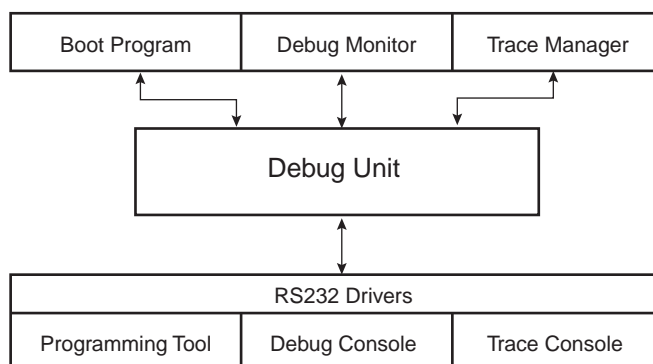 Boot Program
Debug Monitor
Trace Manager
Debug Unit
RS232 Drivers
Programming Tool
Debug Console
Trace Console